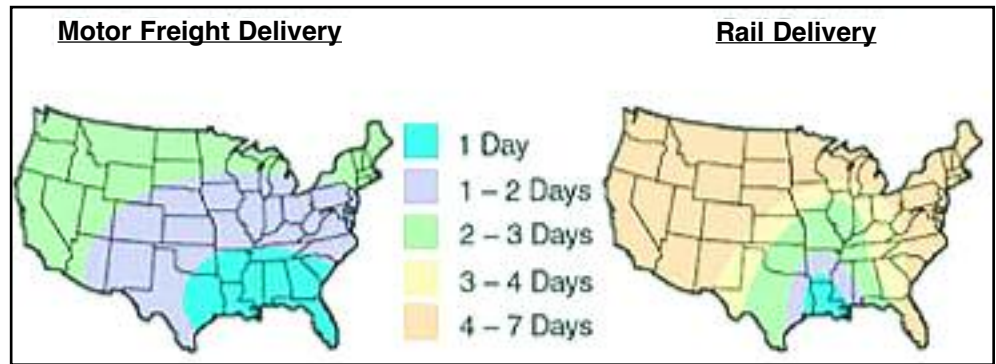 Motor Freight Delivery
Rail Delivery
1 Day
1 – 2 Days
2 – 3 Days
3 – 4 Days
4 – 7 Days